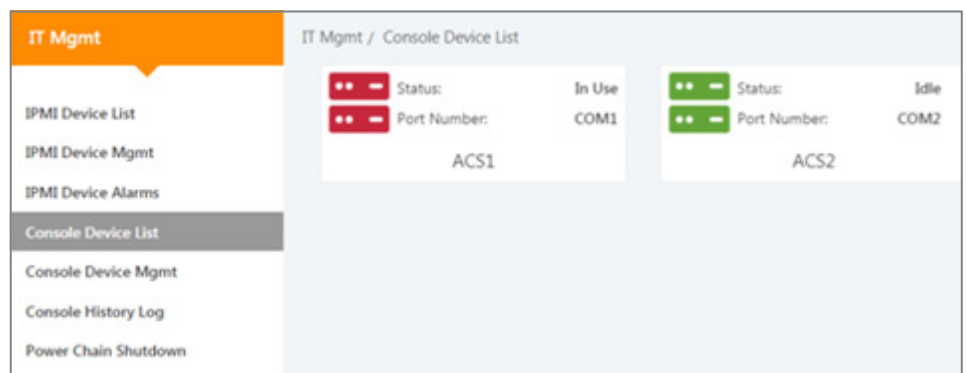 IT Mgmt
IPMI Device List
IPMI Device Mgmt
IPMI Device Alarms
Console Device List
Console Device Mgmt
Console History Log
Power Chain Shutdown
IT Mgmt / Console Device List
Status: In Use
Port Number: COM1
ACS1
Status: Idle
Port Number: COM2
ACS2